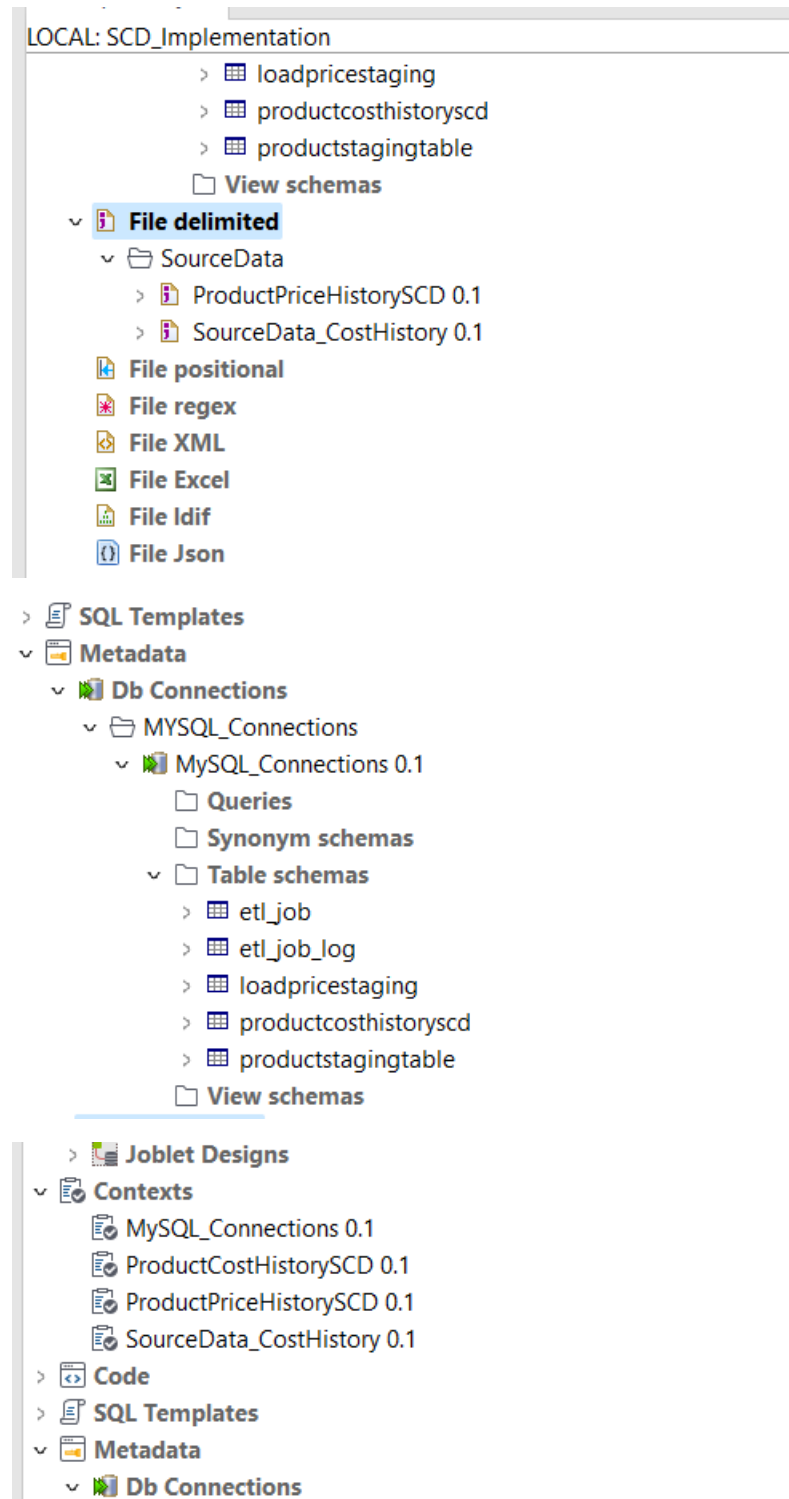 LOCAL: SCD_Implementation
loadpricestaging
productcosthistoryscd
productstagingtable
View schemas
File delimited
SourceData
ProductPriceHistorySCD 0.1
SourceData_CostHistory 0.1
File positional
File regex
File XML
File Excel
File ldif
File Json
SQL Templates
Metadata
Db Connections
MYSQL_Connections
MySQL_Connections 0.1
Queries
Synonym schemas
Table schemas
etl_job
etl_job_log
loadpricestaging
productcosthistoryscd
productstagingtable
View schemas
Joblet Designs
Contexts
MySQL_Connections 0.1
ProductCostHistorySCD 0.1
ProductPriceHistorySCD 0.1
SourceData_CostHistory 0.1
Code
SQL Templates
Metadata
Db Connections